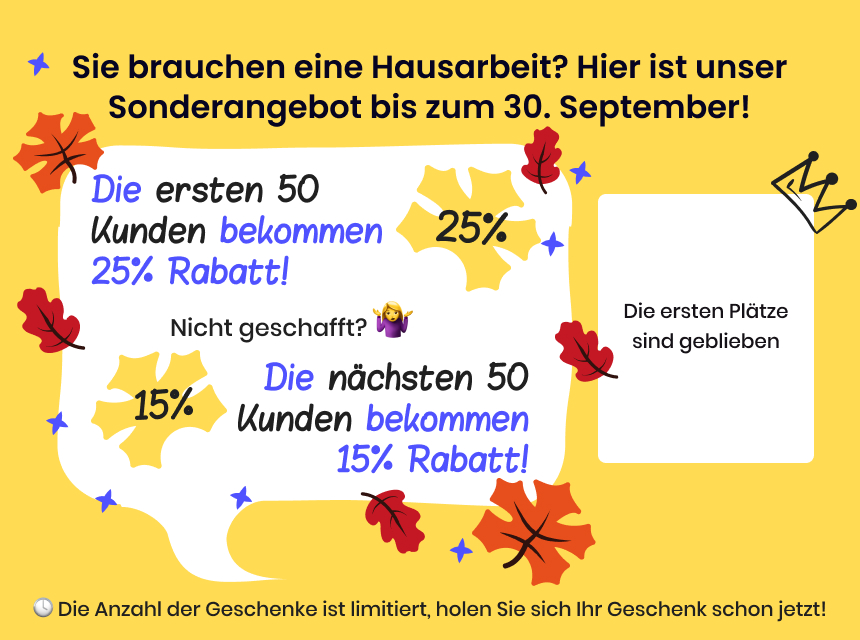 Sie brauchen eine Hausarbeit? Hier ist unser
Sonderangebot bis zum 30. September!
Die ersten 50
Kunden bekommen
25% Rabatt!
25%
Nicht geschafft?
15%
Die nächsten 50
Kunden bekommen
15% Rabatt!
Die ersten Plätze
sind geblieben
Die Anzahl der Geschenke ist limitiert, holen Sie sich Ihr Geschenk schon jetzt!